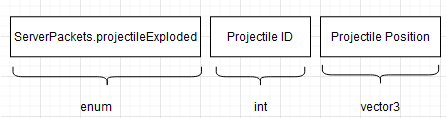 ServerPackets.projectileExploded
Projectile ID
Projectile Position
enum
int
vector3